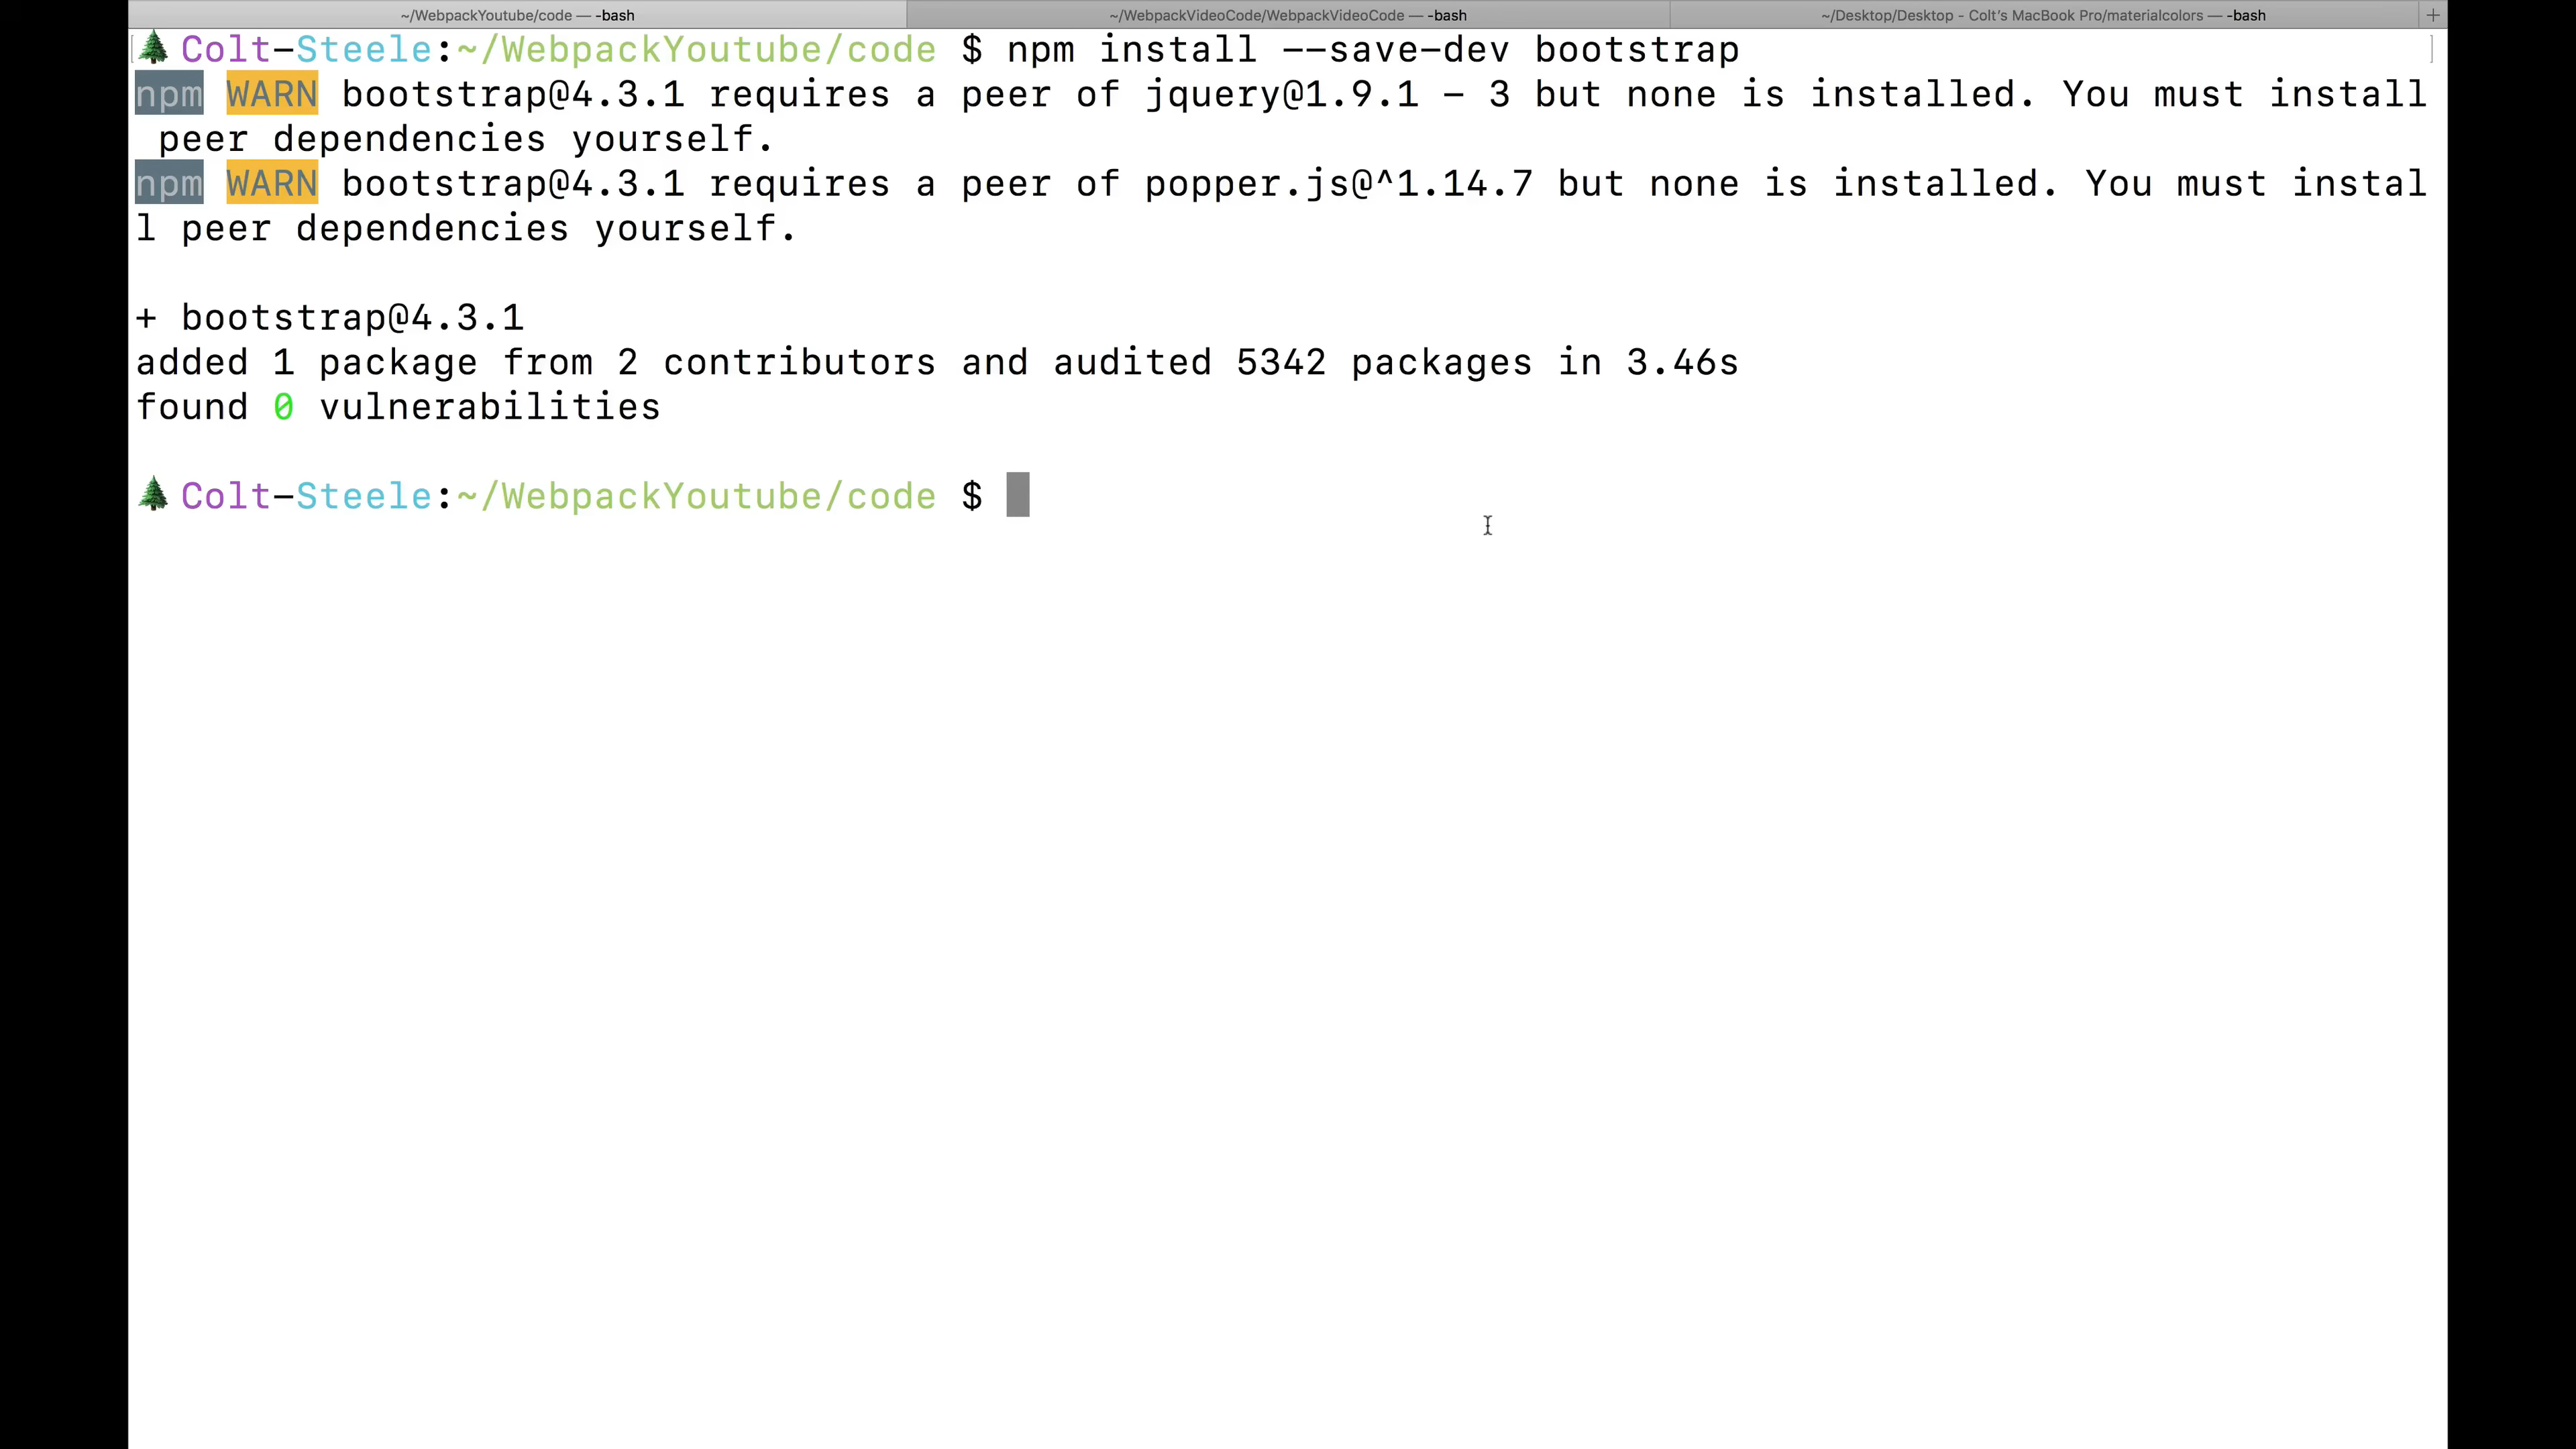 ~/WebpackYoutube/code — -bash
~/WebpackVideoCode/WebpackVideoCode — -bash
~/Desktop/Desktop - Colt’s MacBook Pro/materialcolors — -bash
Colt-Steele:~/WebpackYoutube/code $ npm install --save-dev bootstrap
npm WARN bootstrap@4.3.1 requires a peer of jquery@1.9.1 - 3 but none is installed. You must install
peer dependencies yourself.
npm WARN bootstrap@4.3.1 requires a peer of popper.js@^1.14.7 but none is installed. You must instal
l peer dependencies yourself.
+ bootstrap@4.3.1
added 1 package from 2 contributors and audited 5342 packages in 3.46s
found 0 vulnerabilities
Colt-Steele:~/WebpackYoutube/code $